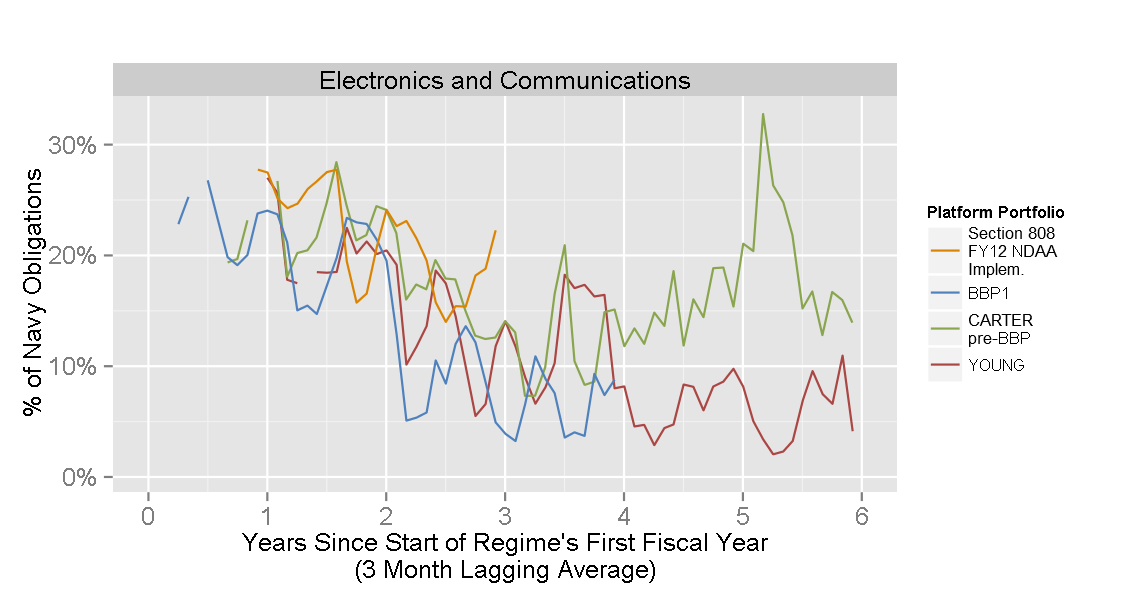 Electronics and Communications
% of Navy Obligations
30%
20%
10%
0%
0 1 2 3 4 5 6
Years Since Start of Regime's First Fiscal Year
(3 Month Lagging Average)
Platform Portfolio
Section 808
FY12 NDAA
Implem.
BBP1
CARTER
pre-BBP
YOUNG